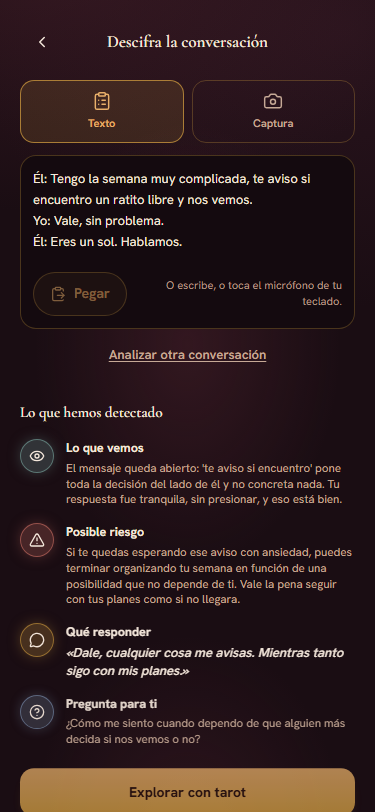 Descifra la conversación
Texto
Captura
Él: Tengo la semana muy complicada, te aviso si
encuentro un ratito libre y nos vemos.
Yo: Vale, sin problema.
Él: Eres un sol. Hablamos.
Pegar
O escribe, o toca el micrófono de tu
teclado.
Analizar otra conversación
Lo que hemos detectado
Lo que vemos
El mensaje queda abierto: 'te aviso si encuentro' pone
toda la decisión del lado de él y no concreta nada. Tu
respuesta fue tranquila, sin presionar, y eso está bien.
Posible riesgo
Si te quedas esperando ese aviso con ansiedad, puedes
terminar organizando tu semana en función de una
posibilidad que no depende de ti. Vale la pena seguir
con tus planes como si no llegara.
Qué responder
«Dale, cualquier cosa me avisas. Mientras tanto
sigo con mis planes.»
Pregunta para ti
¿Cómo me siento cuando dependo de que alguien más
decida si nos vemos o no?
Explorar con tarot